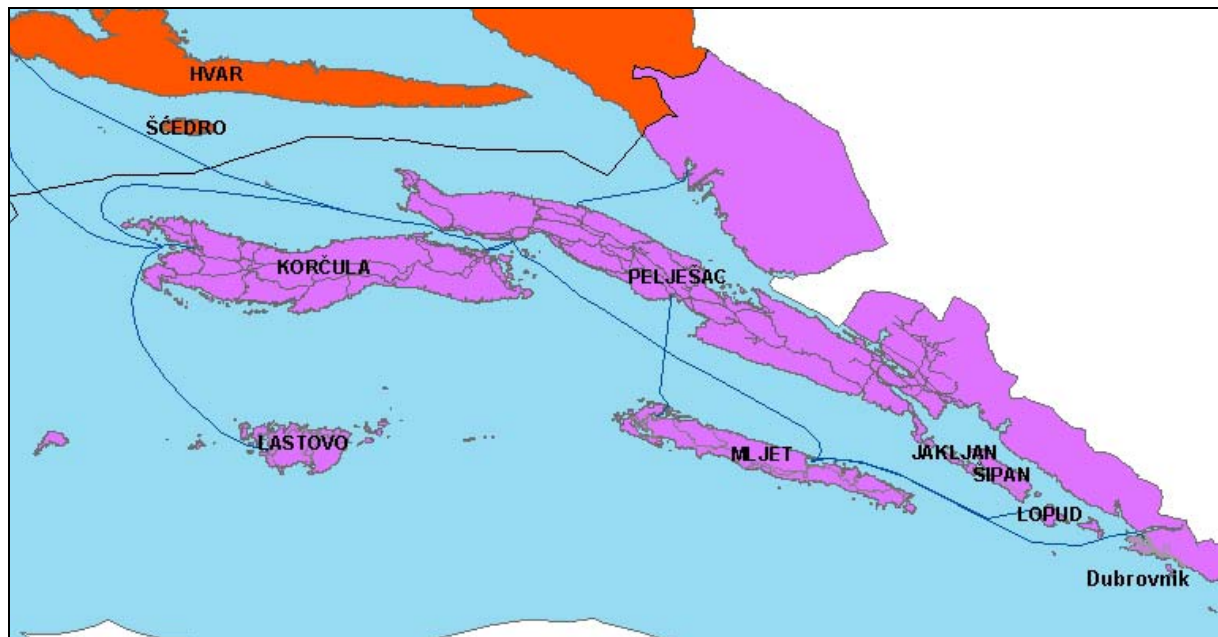 HVAR
ŠĆEDRO
KORČULA
PELJEŠAC
LASTOVO
MLJET
JAKLJAN
ŠIPAN
LOPUD
Dubrovnik